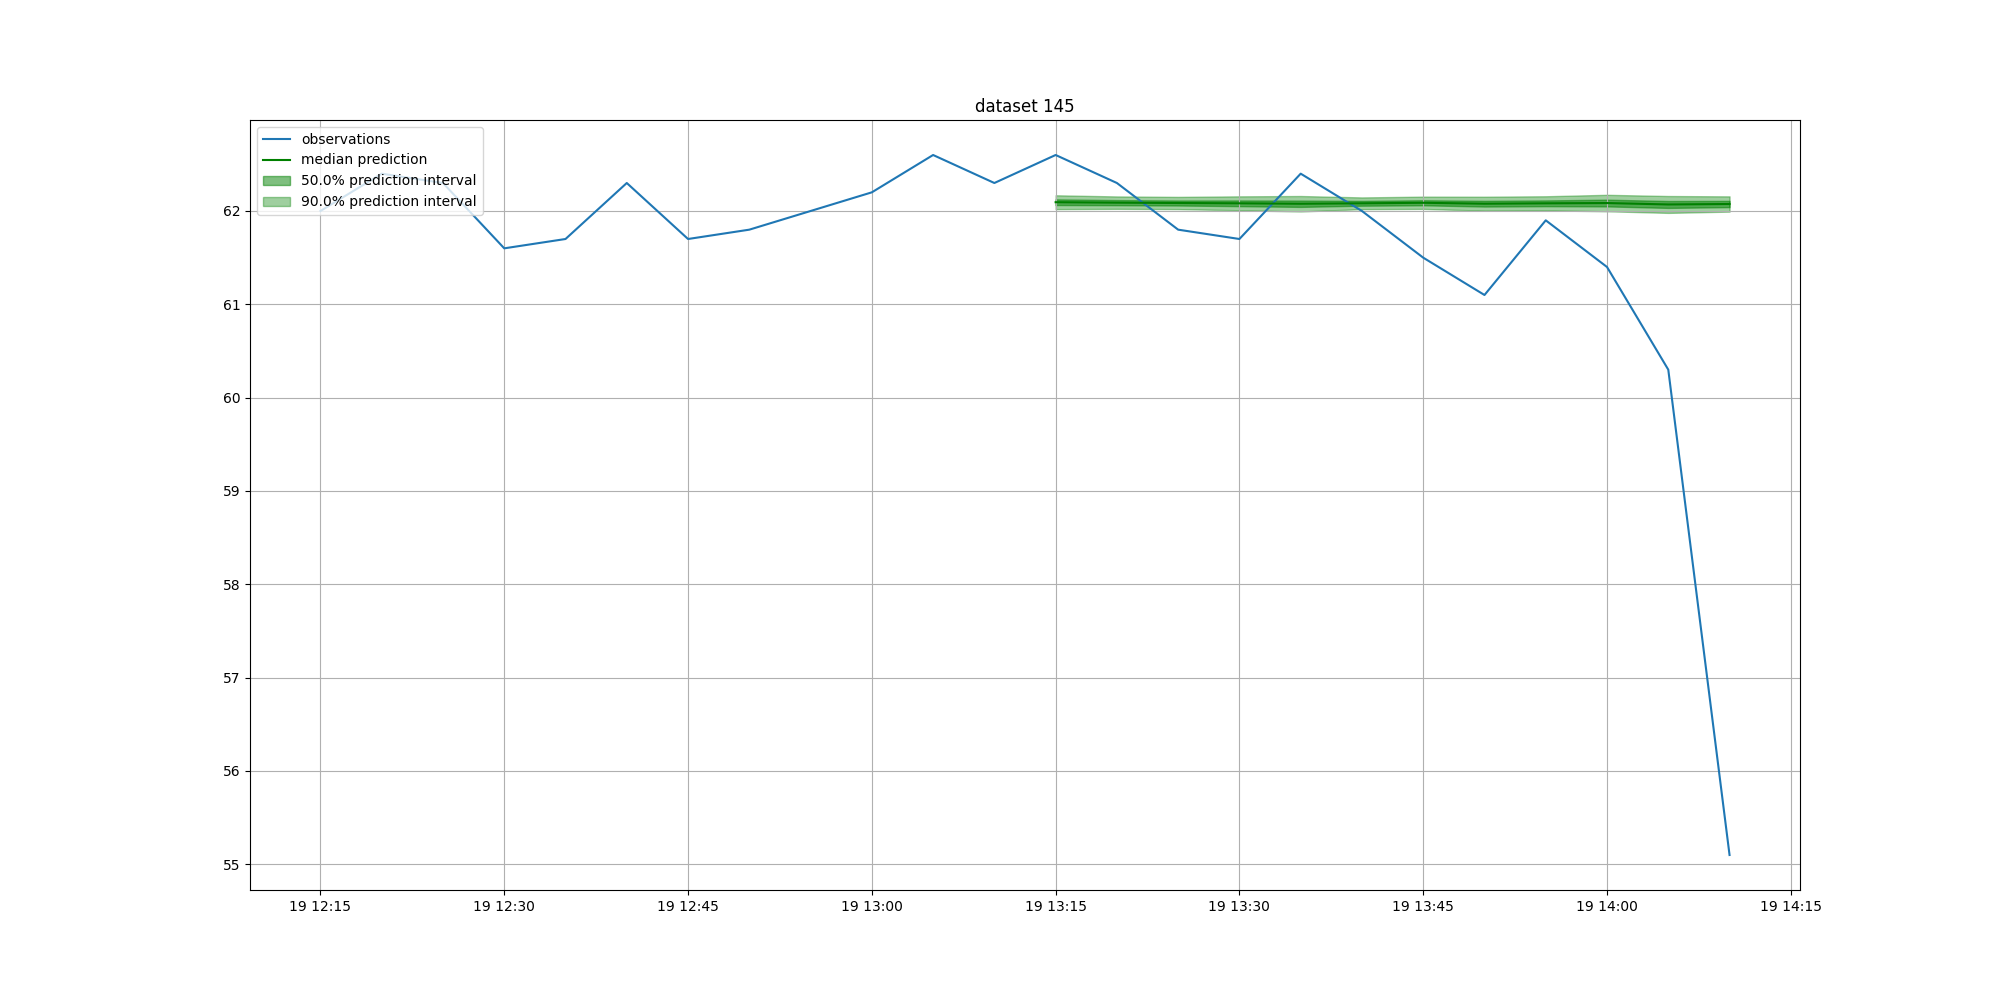 dataset 145
observations
median prediction
50.0% prediction interval
90.0% prediction interval
62
61
60
59
58
57
56
55
19 12:15 19 12:30 19 12:45 19 13:00 19 13:15 19 13:30 19 13:45 19 14:00 19 14:15